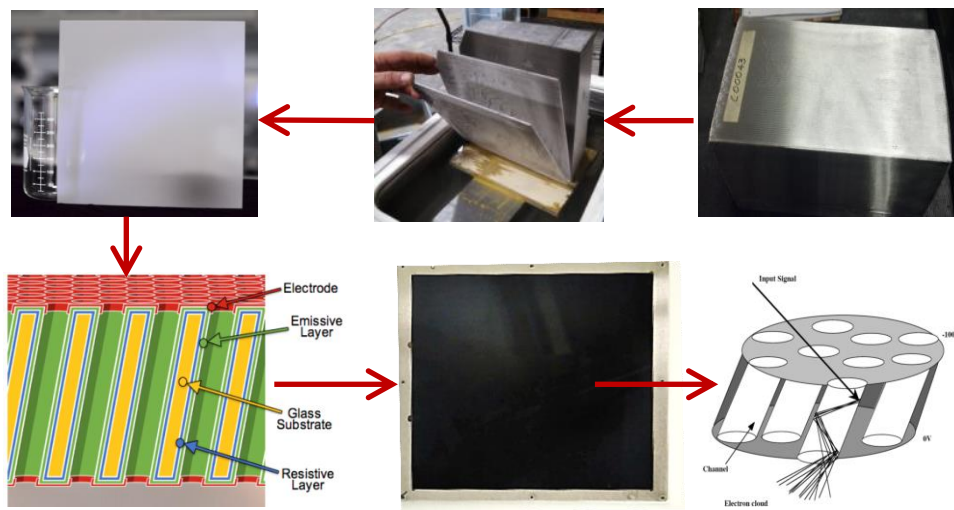 C00043
Electrode
Emissive
Layer
Glass
Substrate
Resistive
Layer
Input Signal
-100
0V
Channel
Electron cloud